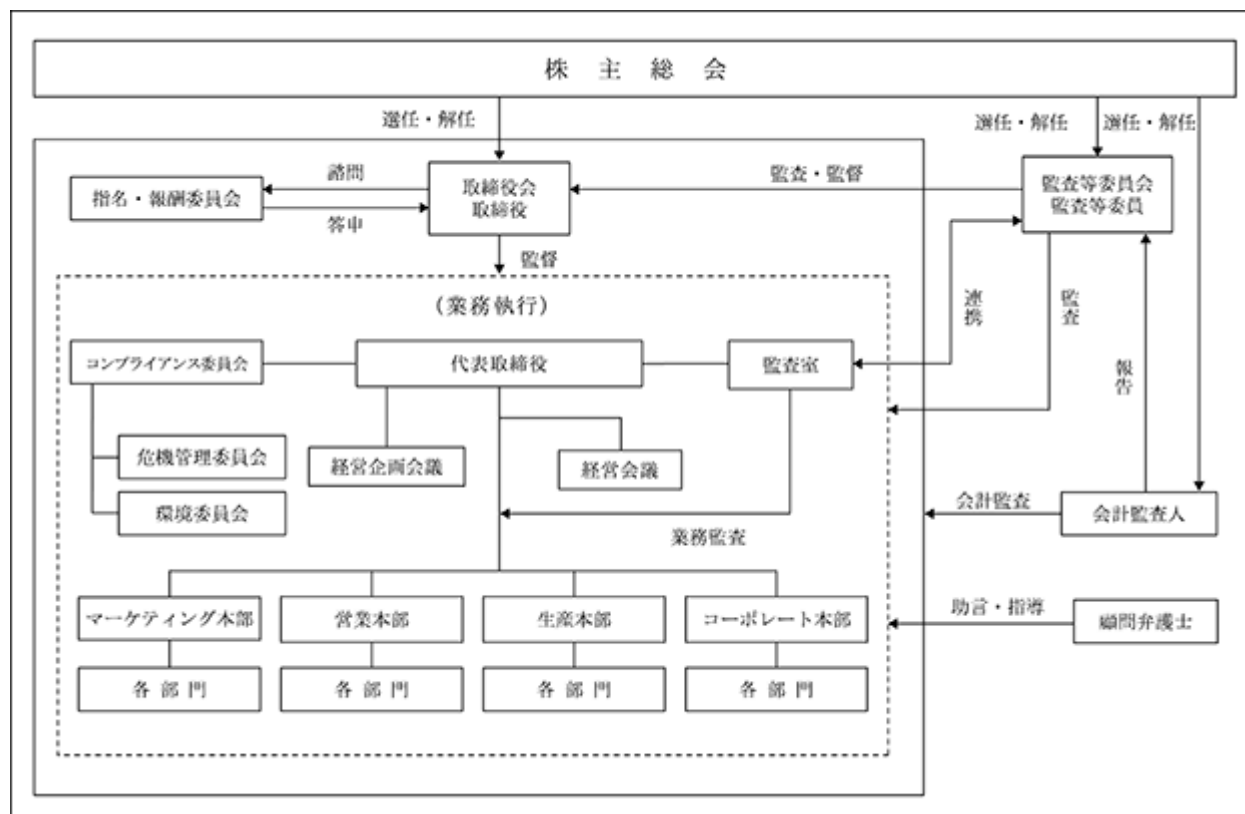 株主総会
選任・解任
選任・解任
選任・解任
諮問
指名・報酬委員会
答申
取締役会
取締役
監査・監督
監査等委員会
監査等委員
監督
(業務執行)
連携
監査
報告
コンプライアンス委員会
代表取締役
監査室
危機管理委員会
経営企画会議
経営会議
環境委員会
業務監査
会計監査
会計監査人
マーケティング本部
営業本部
生産本部
コーポレート本部
助言・指導
顧問弁護士
各部門
各部門
各部門
各部門